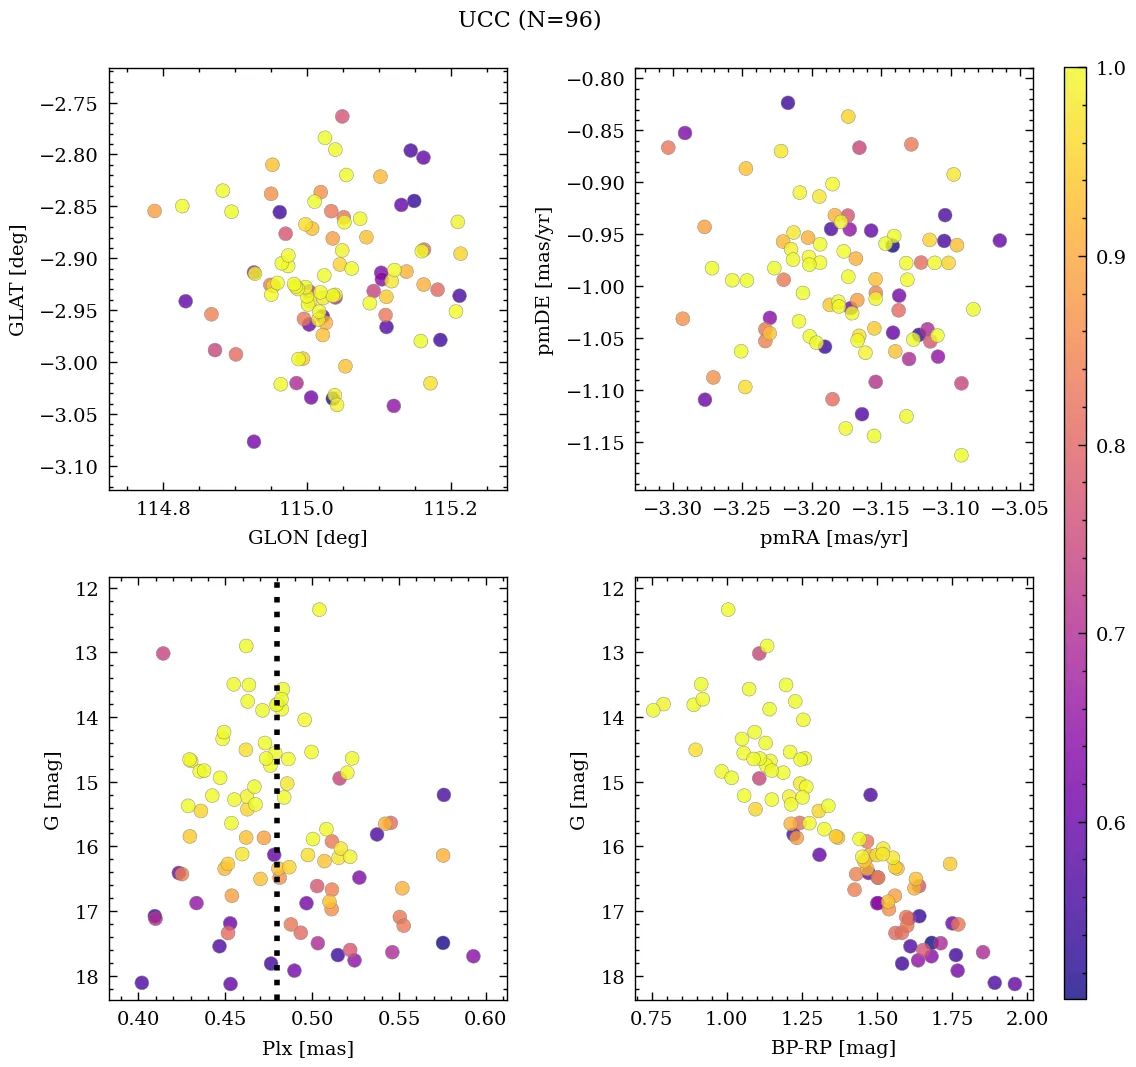 UCC (N=96)
−2.75
−2.80
−2.85
−2.90
−2.95
−3.00
−3.05
−3.10
GLAT [deg]
114.8 115.0 115.2
GLON [deg]
−0.80
−0.85
−0.90
−0.95
−1.00
−1.05
−1.10
−1.15
pmDE [mas/yr]
−3.30 −3.25 −3.20 −3.15 −3.10 −3.05
pmRA [mas/yr]
12
13
14
15
16
17
18
G [mag]
0.40 0.45 0.50 0.55 0.60
Plx [mas]
12
13
14
15
16
17
18
G [mag]
0.75 1.00 1.25 1.50 1.75 2.00
BP-RP [mag]
1.0
0.9
0.8
0.7
0.6